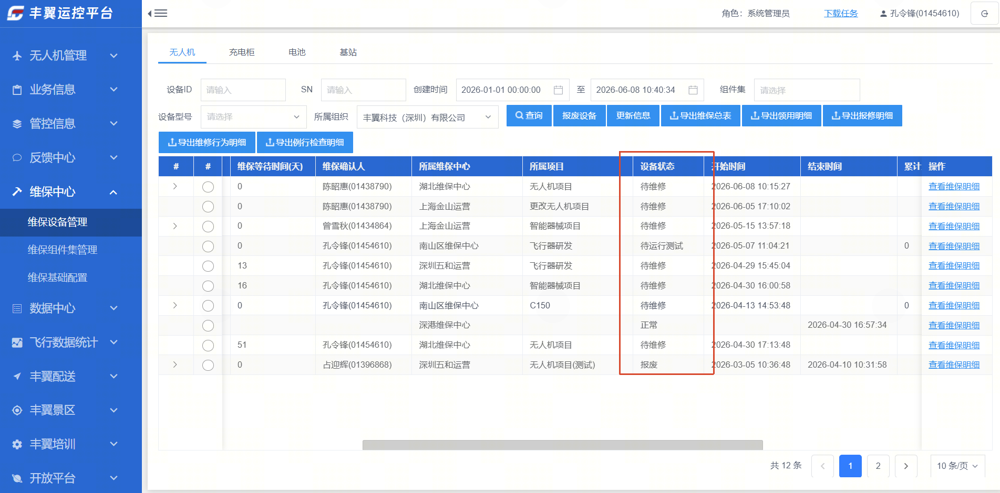 丰翼运控平台
角色：系统管理员 下载任务 孔令锋(01454610)
无人机管理
业务信息
管控信息
反馈中心
维保中心
维保设备管理
维保组件集管理
维保基础配置
数据中心
飞行数据统计
丰翼配送
丰翼景区
丰翼培训
开放平台
无人机 充电柜 电池 基站
设备ID 请输入 SN 请输入 创建时间 2026-01-01 00:00:00 至 2026-06-08 10:40:34 组件集 请选择
设备型号 请选择 所属组织 丰翼科技（深圳）有限公司 查询 报废设备 更新信息 导出维保总表 导出领用明细 导出报修明细
导出维修行为明细 导出例行检查明细
# # 维保等待时间(天) 维保确认人 所属维保中心 所属项目 设备状态 开始时间 结束时间 累计 操作
0 陈昭惠(01438790) 湖北维保中心 无人机项目 待维修 2026-06-08 10:15:27 查看维保明细
0 陈昭惠(01438790) 上海金山运营 更改无人机项目 待维修 2026-06-05 17:10:02 查看维保明细
0 曾雪秋(01434864) 上海金山运营 智能器械项目 待维修 2026-05-15 13:57:18 查看维保明细
0 孔令锋(01454610) 南山区维保中心 飞行器研发 待运行测试 2026-05-07 11:04:21 0 查看维保明细
13 孔令锋(01454610) 深圳五和运营 飞行器研发 待维修 2026-04-29 15:45:04 查看维保明细
16 孔令锋(01454610) 湖北维保中心 智能器械项目 待维修 2026-04-30 16:00:58 查看维保明细
0 孔令锋(01454610) 南山区维保中心 C150 待维修 2026-04-13 14:53:48 0 查看维保明细
深港维保中心 正常 2026-04-30 16:57:34 查看维保明细
51 孔令锋(01454610) 湖北维保中心 无人机项目 待维修 2026-04-30 17:13:48 查看维保明细
0 占迎辉(01396868) 深圳五和运营 无人机项目(测试) 报废 2026-03-05 10:36:48 2026-04-10 10:31:58 查看维保明细
共 12 条 1 2 10 条/页